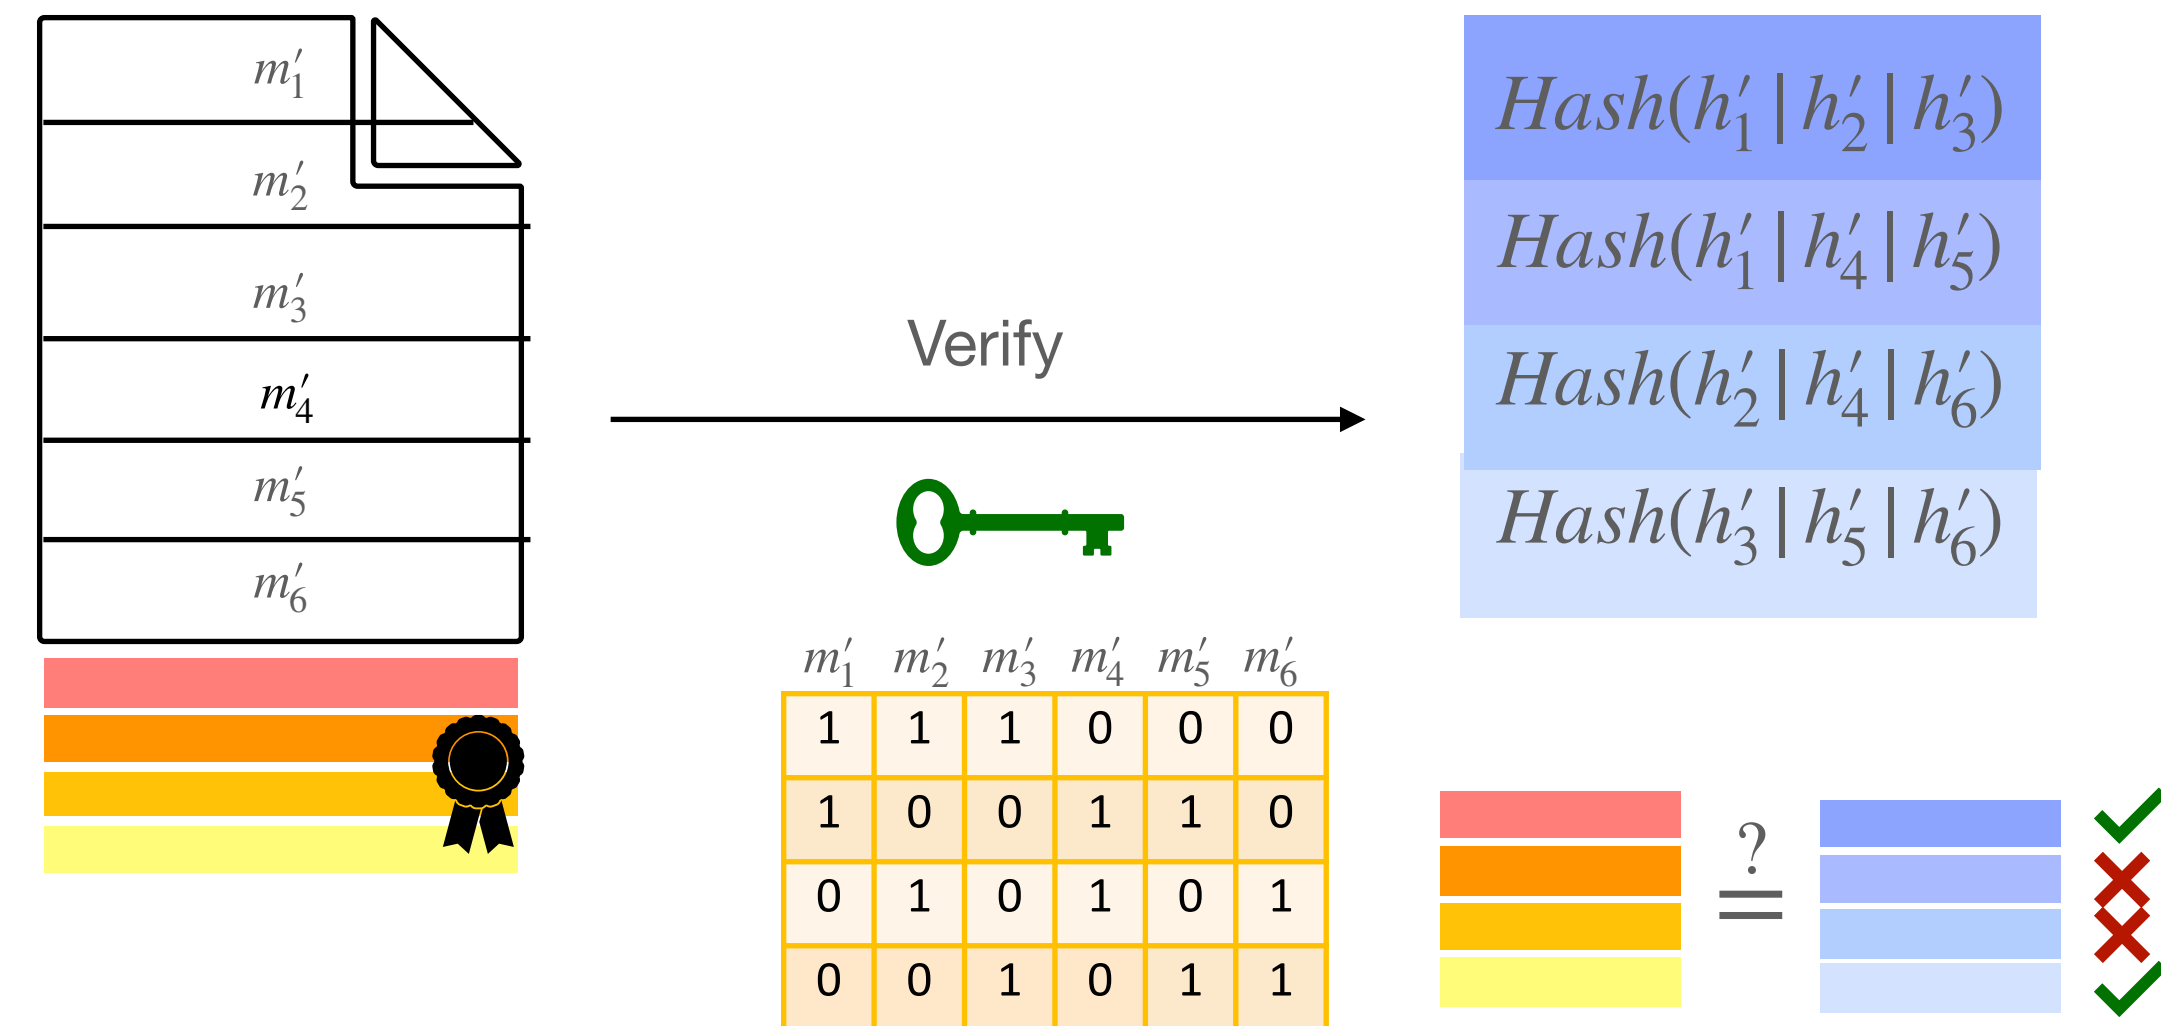 m′₁
m′₂
m′₃
m′₄
m′₅
m′₆
Verify
Hash(h′₁ | h′₂ | h′₃)
Hash(h′₁ | h′₄ | h′₅)
Hash(h′₂ | h′₄ | h′₆)
Hash(h′₃ | h′₅ | h′₆)
m′₁ m′₂ m′₃ m′₄ m′₅ m′₆
1 1 1 0 0 0
1 0 0 1 1 0
0 1 0 1 0 1
0 0 1 0 1 1
?
=